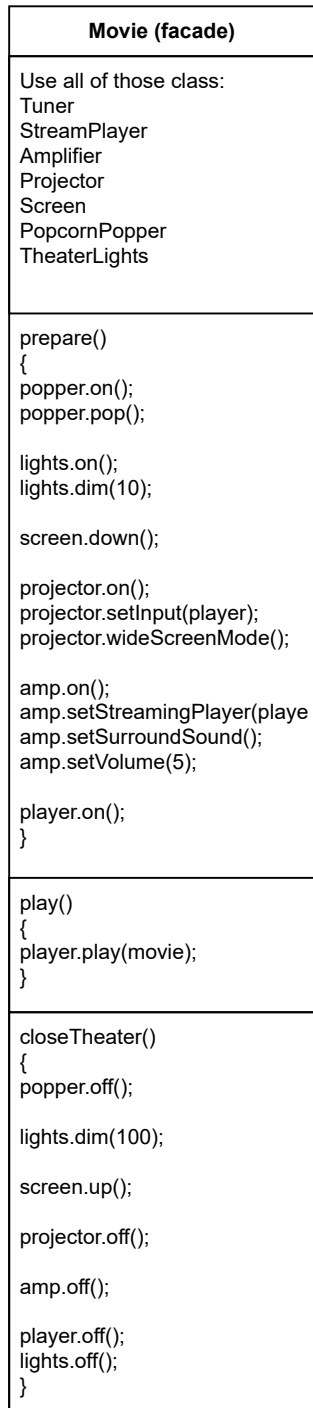 Movie (facade)
Use all of those class:
Tuner
StreamPlayer
Amplifier
Projector
Screen
PopcornPopper
TheaterLights
prepare()
{
popper.on();
popper.pop();
lights.on();
lights.dim(10);
screen.down();
projector.on();
projector.setInput(player);
projector.wideScreenMode();
amp.on();
amp.setStreamingPlayer(playe
amp.setSurroundSound();
amp.setVolume(5);
player.on();
}
play()
{
player.play(movie);
}
closeTheater()
{
popper.off();
lights.dim(100);
screen.up();
projector.off();
amp.off();
player.off();
lights.off();
}